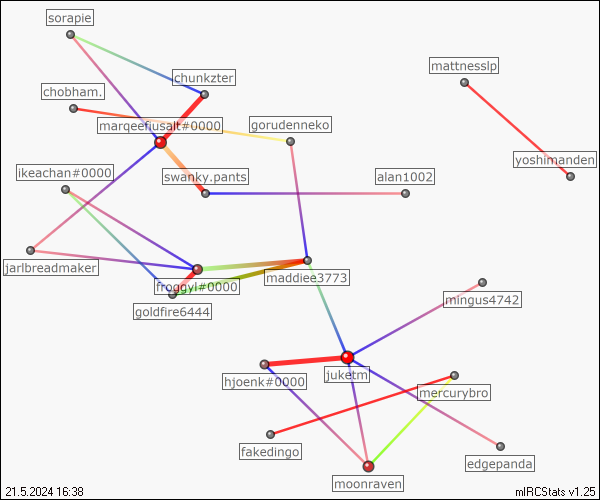 sorapie
mattnesslp
chunkzter
chobham.
marqeefiusalt#0000
gorudenneko
yoshimanden
ikeachan#0000
swanky.pants
alan1002
jarlbreadmaker
maddiee3773
froggyl#0000
mingus4742
goldfire6444
juketm
hjoenk#0000
mercurybro
fakedingo
edgepanda
moonraven
21.5.2024 16:38
mIRCStats v1.25